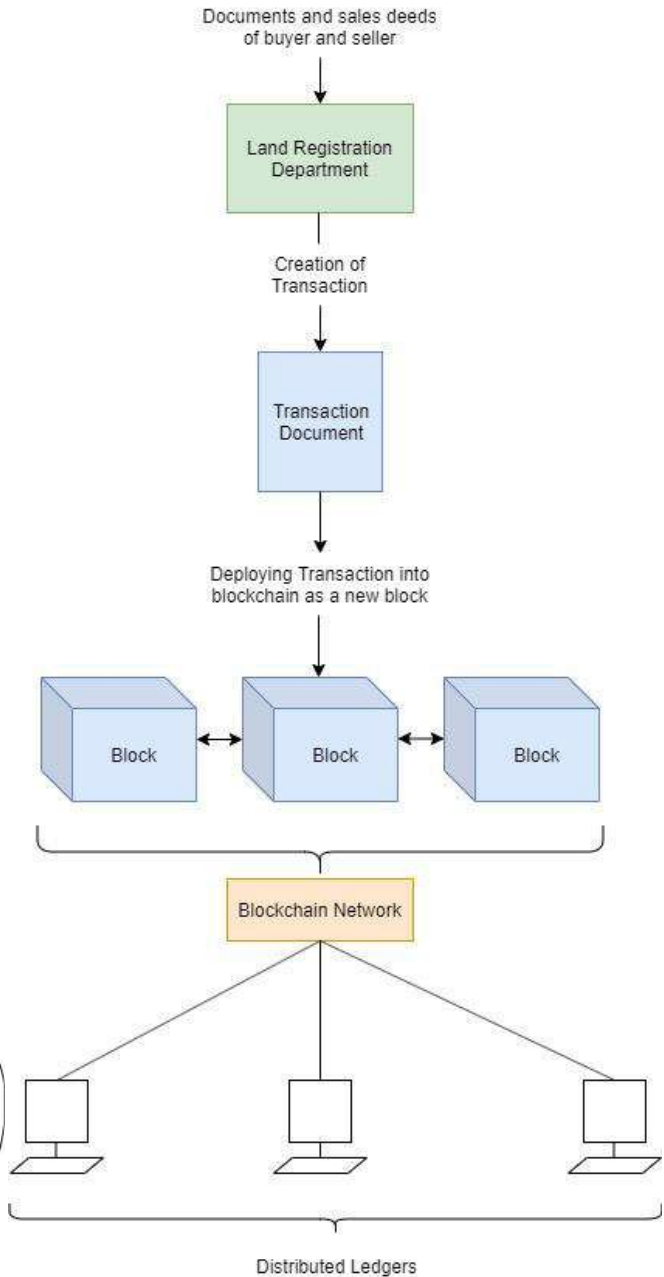 Documents and sales deeds
of buyer and seller
Land Registration
Department
Creation of
Transaction
Transaction
Document
Deploying Transaction into
blockchain as a new block
Block
Block
Block
Blockchain Network
Distributed Ledgers